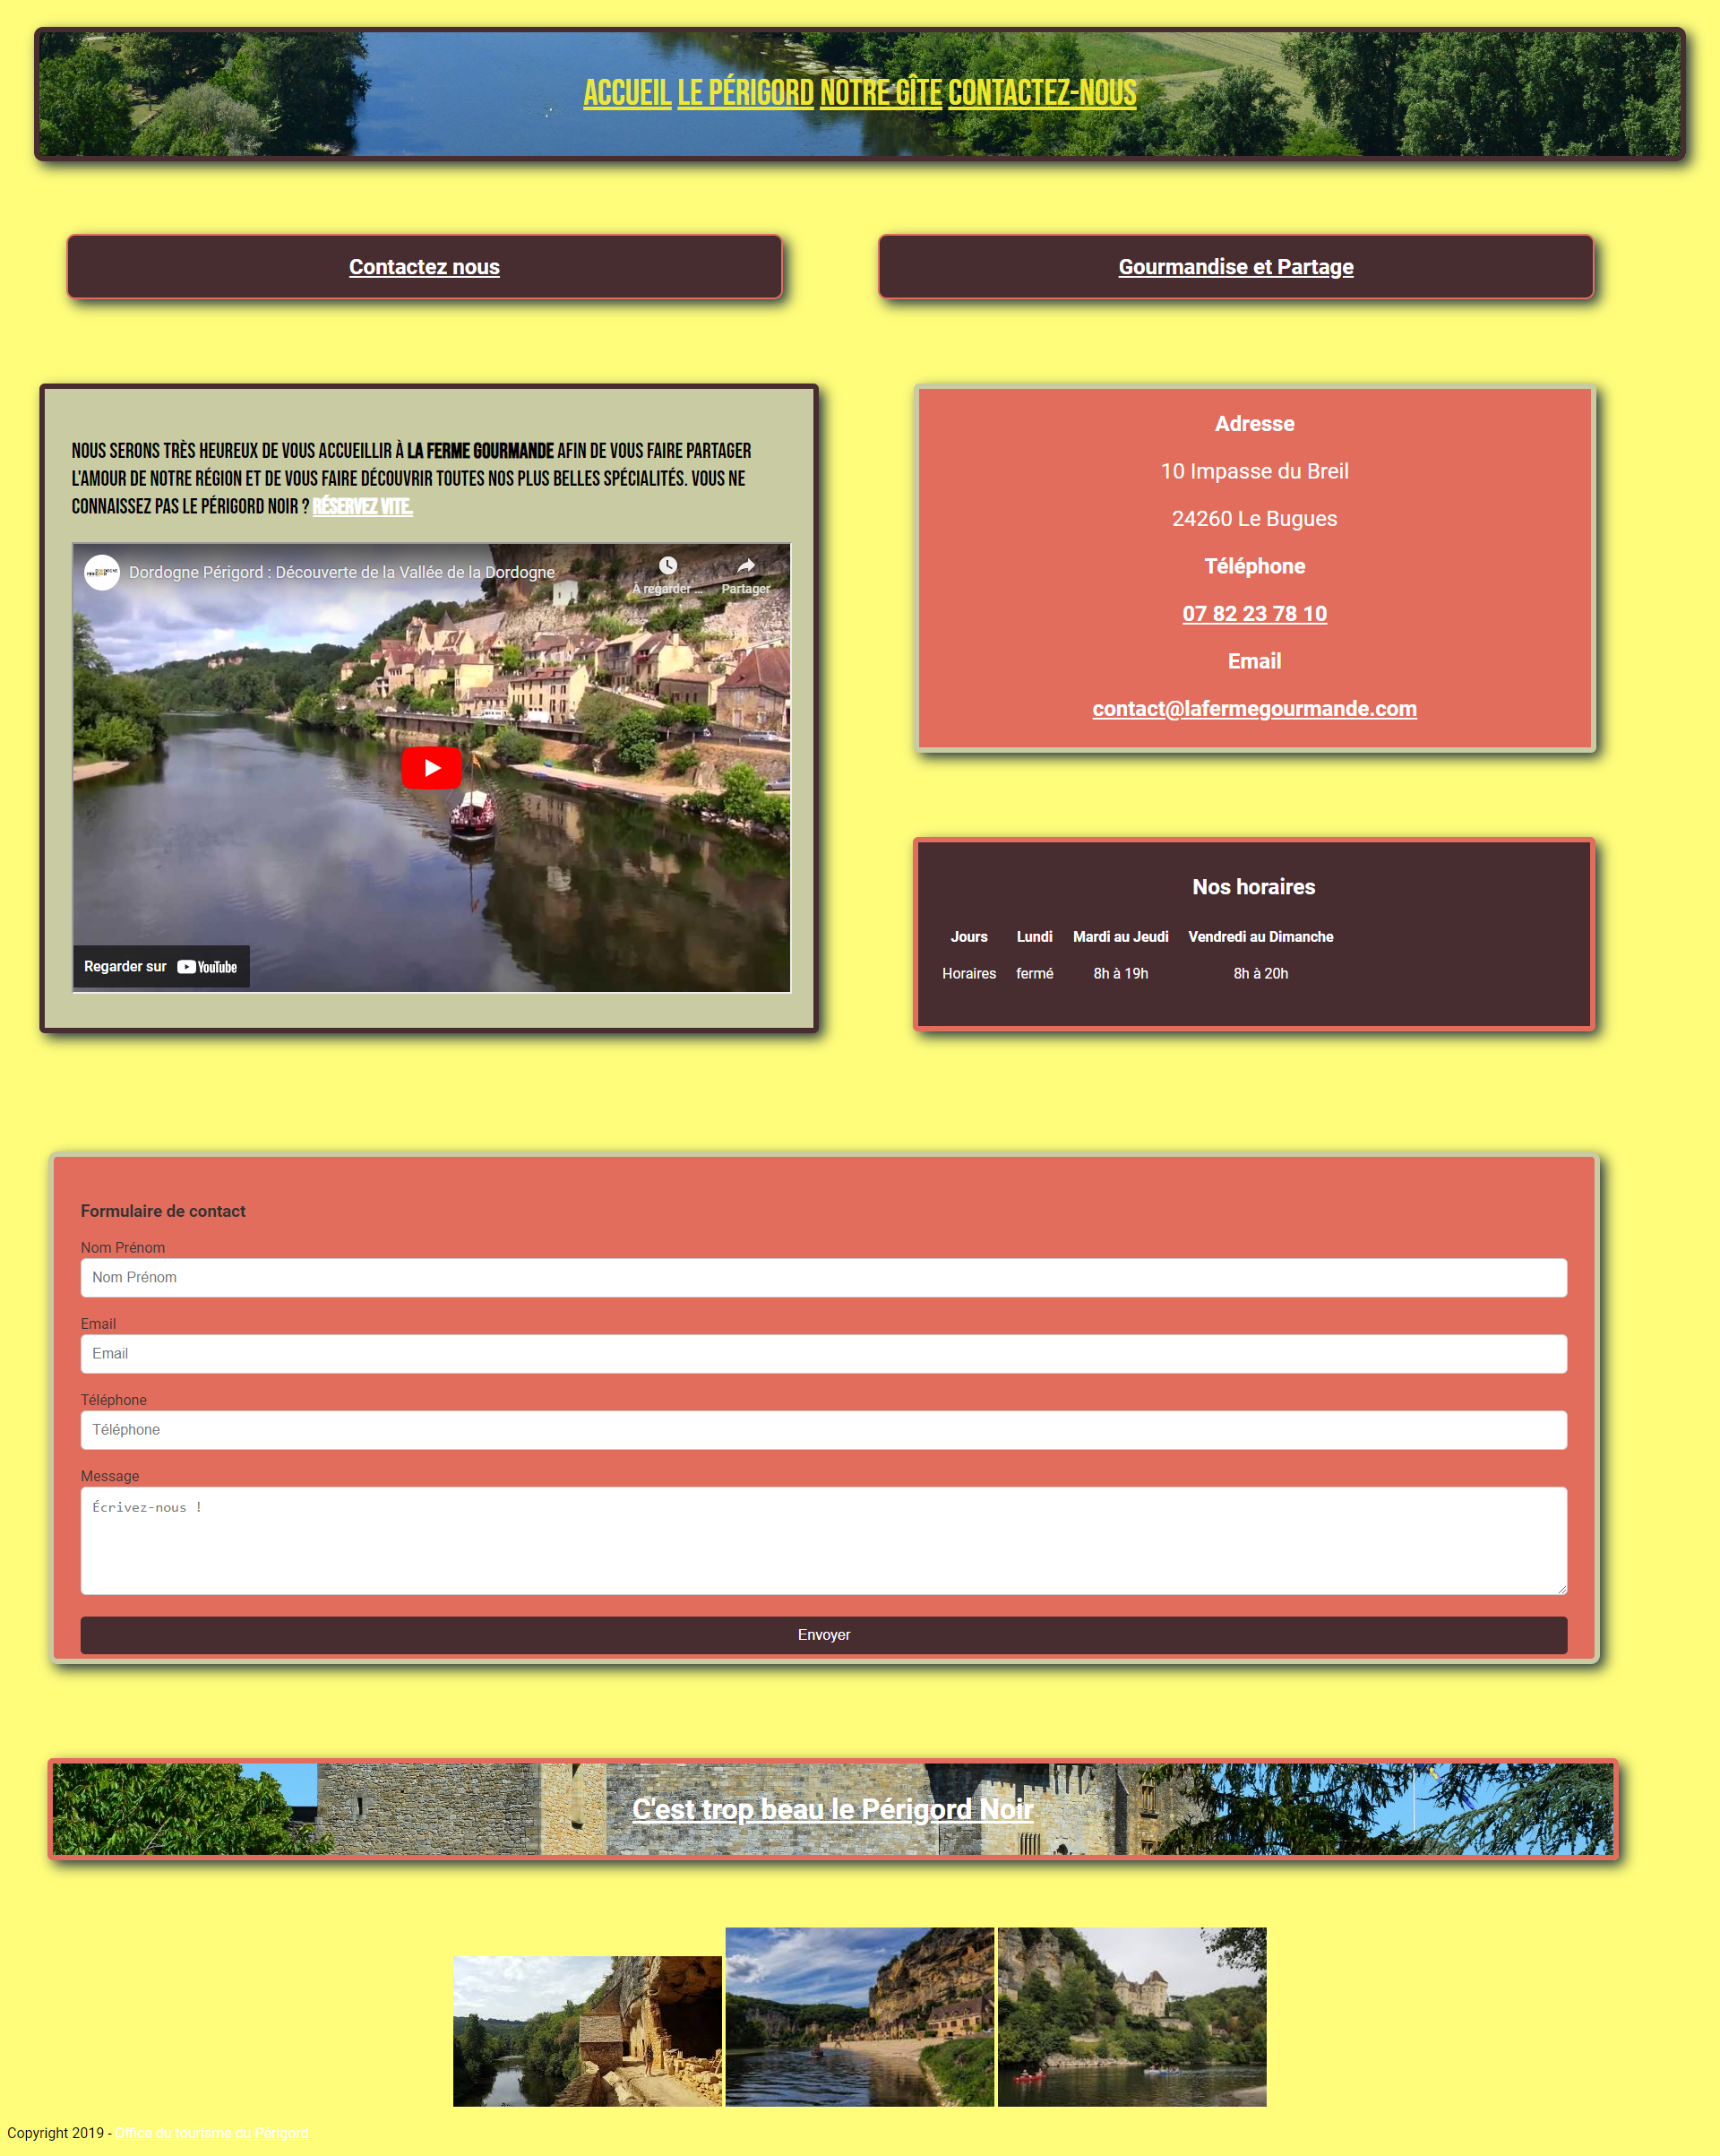 ACCUEIL LE PÉRIGORD NOTRE GÎTE CONTACTEZ-NOUS
Contactez nous
Gourmandise et Partage
NOUS SERONS TRÈS HEUREUX DE VOUS ACCUEILLIR À LA FERME GOURMANDE AFIN DE VOUS FAIRE PARTAGER
L'AMOUR DE NOTRE RÉGION ET DE VOUS FAIRE DÉCOUVRIR TOUTES NOS PLUS BELLES SPÉCIALITÉS. VOUS NE
CONNAISSEZ PAS LE PÉRIGORD NOIR ? RÉSERVEZ VITE.
Dordogne Périgord : Découverte de la Vallée de la Dordogne
À regarder ... Partager
Regarder sur YouTube
Adresse
10 Impasse du Breil
24260 Le Bugues
Téléphone
07 82 23 78 10
Email
contact@lafermegourmande.com
Nos horaires
Jours Lundi Mardi au Jeudi Vendredi au Dimanche
Horaires fermé 8h à 19h 8h à 20h
Formulaire de contact
Nom Prénom
Nom Prénom
Email
Email
Téléphone
Téléphone
Message
Écrivez-nous !
Envoyer
C'est trop beau le Périgord Noir
Copyright 2019 - Office du tourisme du Périgord